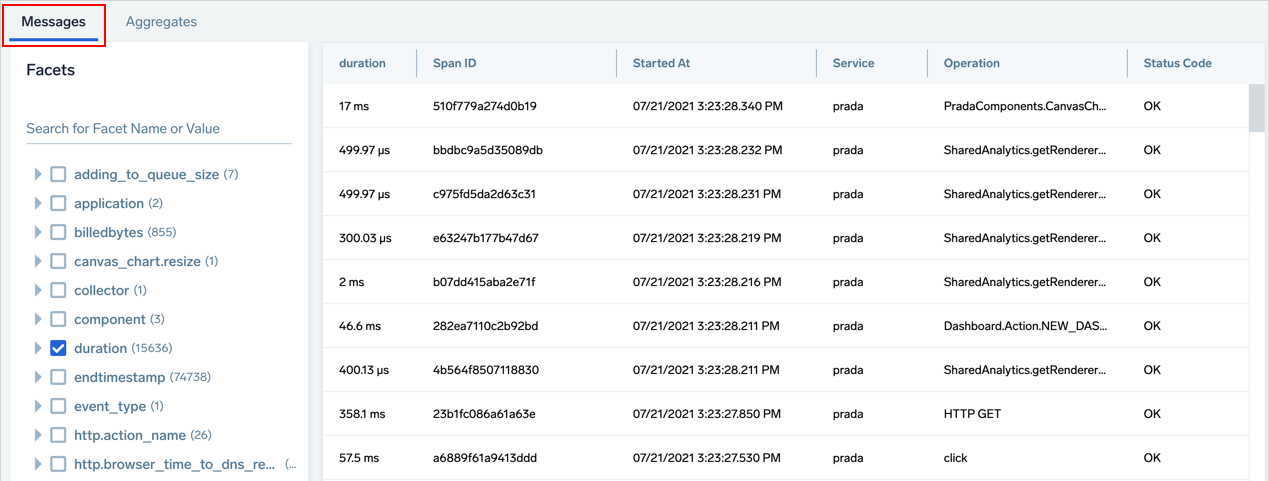 Messages Aggregates
Facets
Search for Facet Name or Value
adding_to_queue_size (7)
application (2)
billedbytes (855)
canvas_chart.resize (1)
collector (1)
component (3)
duration (15636)
endtimestamp (74738)
event_type (1)
http.action_name (26)
http.browser_time_to_dns_re... (...
duration Span ID Started At Service Operation Status Code
17 ms 510f779a274d0b19 07/21/2021 3:23:28.340 PM prada PradaComponents.CanvasCh... OK
499.97 µs bbdbc9a5d35089db 07/21/2021 3:23:28.232 PM prada SharedAnalytics.getRenderer... OK
499.97 µs c975fd5da2d63c31 07/21/2021 3:23:28.231 PM prada SharedAnalytics.getRenderer... OK
300.03 µs e63247b177b47d67 07/21/2021 3:23:28.219 PM prada SharedAnalytics.getRenderer... OK
2 ms b07dd415aba2e71f 07/21/2021 3:23:28.216 PM prada SharedAnalytics.getRenderer... OK
46.6 ms 282ea7110c2b92bd 07/21/2021 3:23:28.211 PM prada Dashboard.Action.NEW_DAS... OK
400.13 µs 4b564f8507118830 07/21/2021 3:23:28.211 PM prada SharedAnalytics.getRenderer... OK
358.1 ms 23b1fc086a61a63e 07/21/2021 3:23:27.850 PM prada HTTP GET OK
57.5 ms a6889f61a9413ddd 07/21/2021 3:23:27.530 PM prada click OK